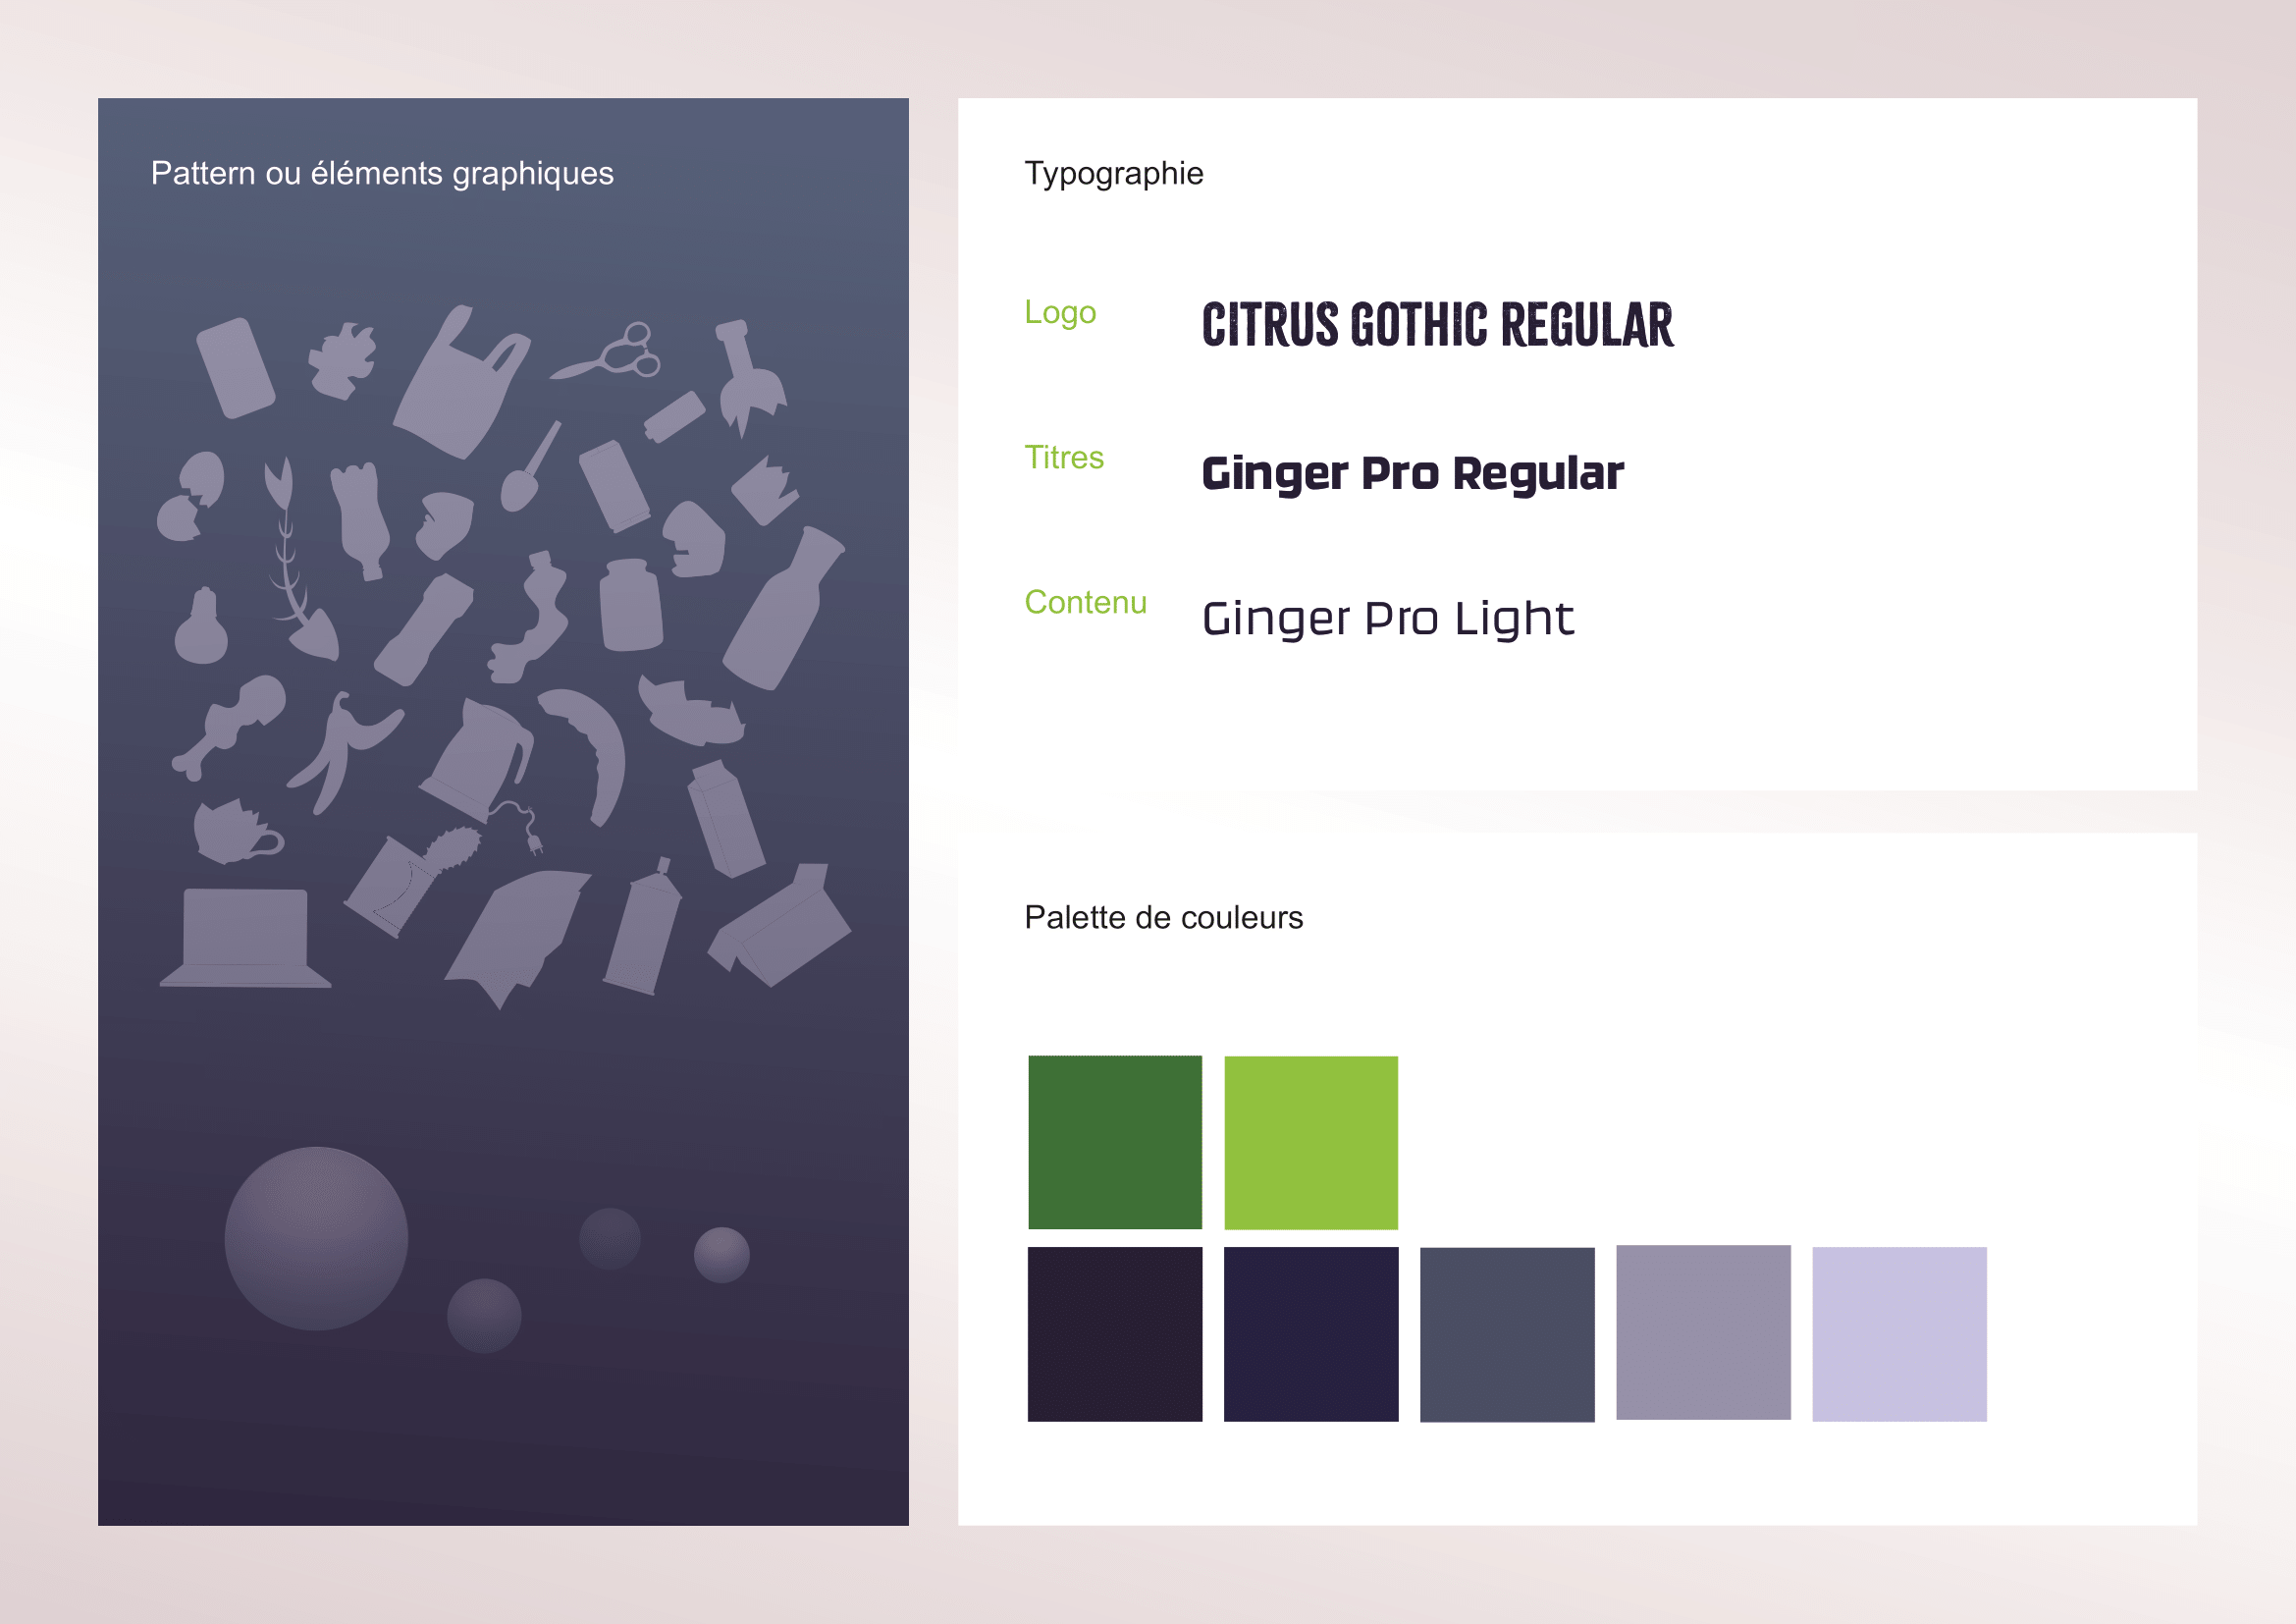 Pattern ou éléments graphiques
Typographie
Logo
CITRUS GOTHIC REGULAR
Titres
Ginger Pro Regular
Contenu
Ginger Pro Light
Palette de couleurs